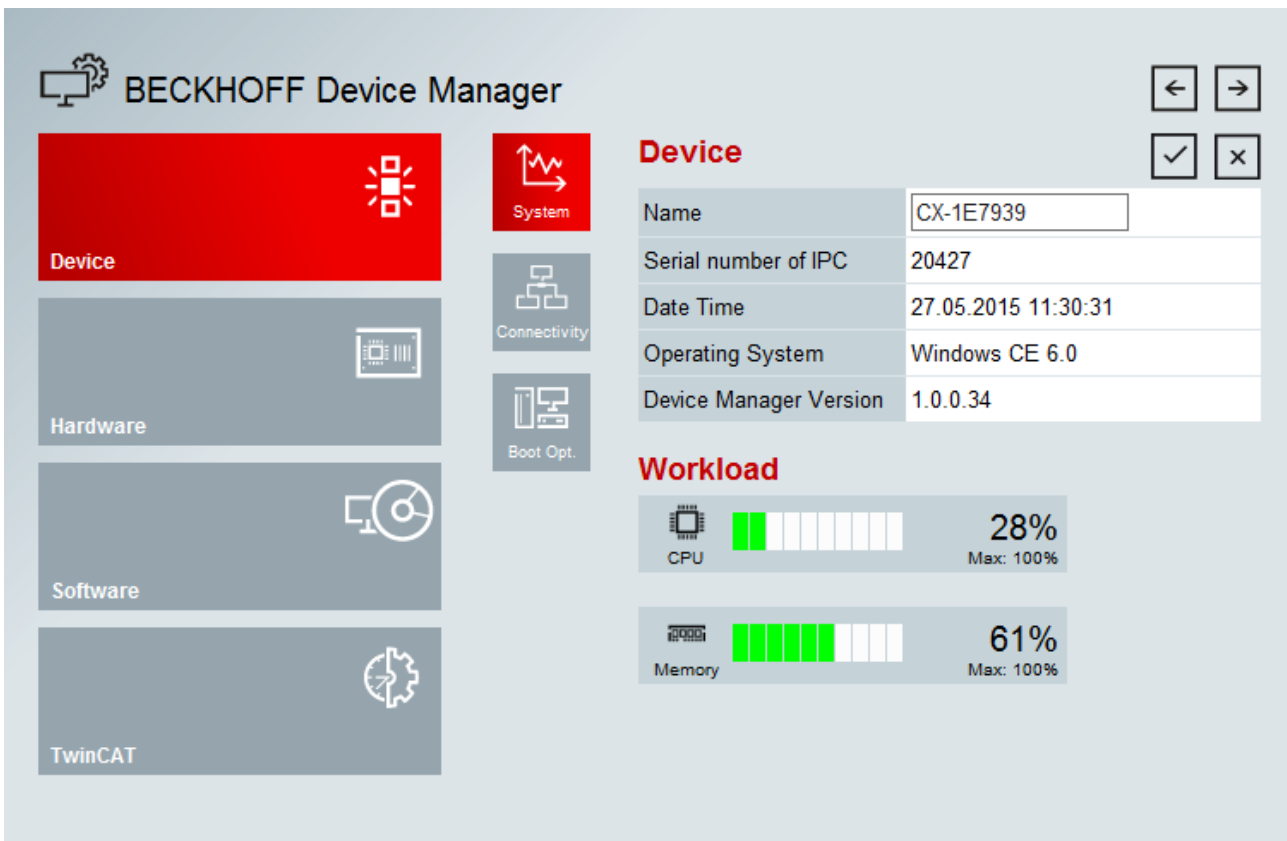 BECKHOFF Device Manager
Device
Hardware
Software
TwinCAT
System
Connectivity
Boot Opt.
Device
Name CX-1E7939
Serial number of IPC 20427
Date Time 27.05.2015 11:30:31
Operating System Windows CE 6.0
Device Manager Version 1.0.0.34
Workload
CPU 28%
Max: 100%
Memory 61%
Max: 100%